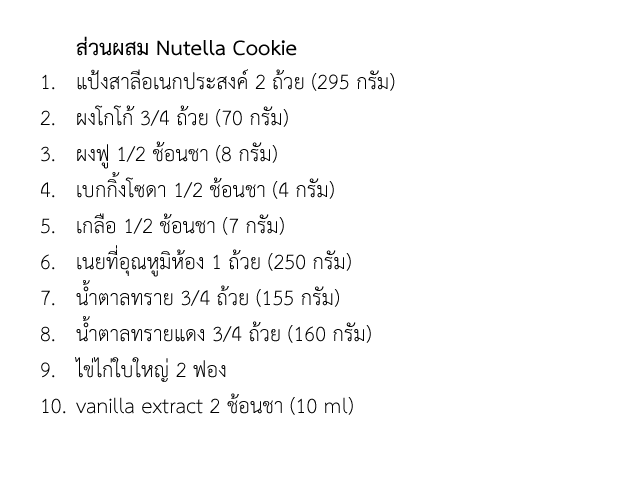 ส่วนผสม Nutella Cookie
1. แป้งสาลีอเนกประสงค์ 2 ถ้วย (295 กรัม)
2. ผงโกโก้ 3/4 ถ้วย (70 กรัม)
3. ผงฟู 1/2 ช้อนชา (8 กรัม)
4. เบกกิ้งโซดา 1/2 ช้อนชา (4 กรัม)
5. เกลือ 1/2 ช้อนชา (7 กรัม)
6. เนยที่อุณหูมิห้อง 1 ถ้วย (250 กรัม)
7. น้ำตาลทราย 3/4 ถ้วย (155 กรัม)
8. น้ำตาลทรายแดง 3/4 ถ้วย (160 กรัม)
9. ไข่ไก่ใบใหญ่ 2 ฟอง
10. vanilla extract 2 ช้อนชา (10 ml)